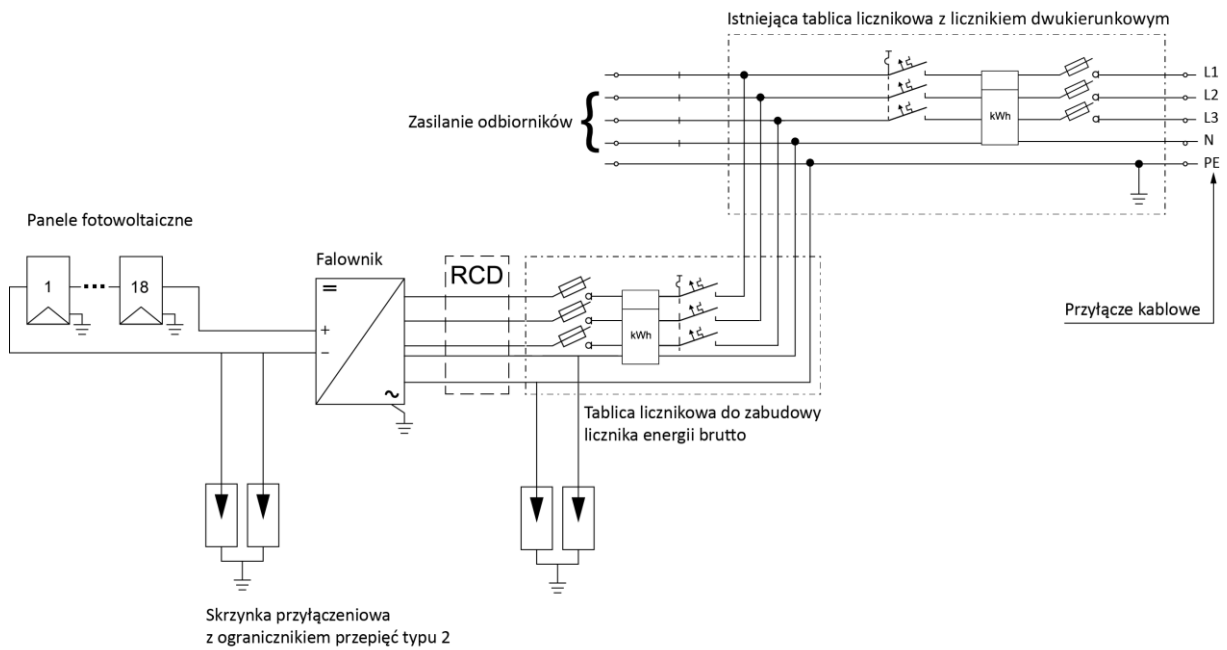 Istniejąca tablica licznikowa z licznikiem dwukierunkowym
L1
L2
L3
N
PE
kWh
Zasilanie odbiorników
Przyłącze kablowe
Panele fotowoltaiczne
1
18
Falownik
=
+
−
~
RCD
kWh
Tablica licznikowa do zabudowy
licznika energii brutto
Skrzynka przyłączeniowa
z ogranicznikiem przepięć typu 2